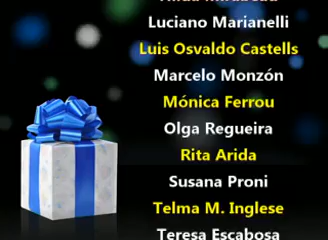 Luciano Marianelli
Luis Osvaldo Castells
Marcelo Monzón
Mónica Ferrou
Olga Regueira
Rita Arida
Susana Proni
Telma M. Inglese
Teresa Escabosa